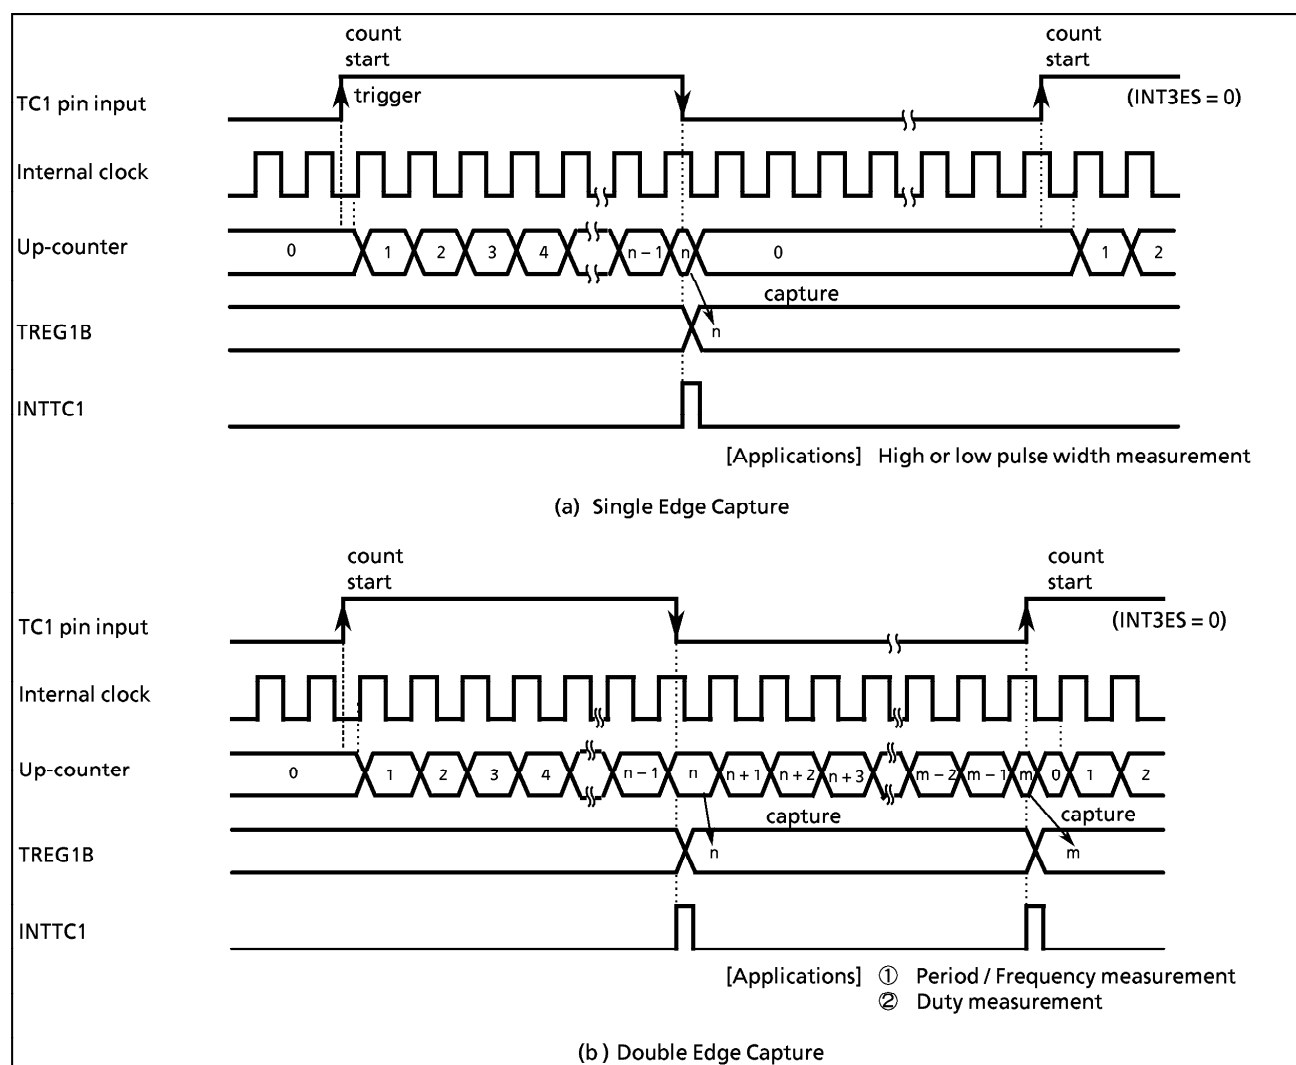 count
start
count
start
TC1 pin input
trigger
(INT3ES = 0)
Internal clock
Up-counter
0 1 2 3 4 n – 1 n 0 1 2
capture
TREG1B
n
INTTC1
[Applications] High or low pulse width measurement
(a) Single Edge Capture
count
start
count
start
TC1 pin input
(INT3ES = 0)
Internal clock
Up-counter
0 1 2 3 4 n – 1 n n + 1 n + 2 n + 3 m – 2 m – 1 m 0 1 2
capture
capture
TREG1B
n
m
INTTC1
[Applications] ① Period / Frequency measurement
② Duty measurement
(b) Double Edge Capture